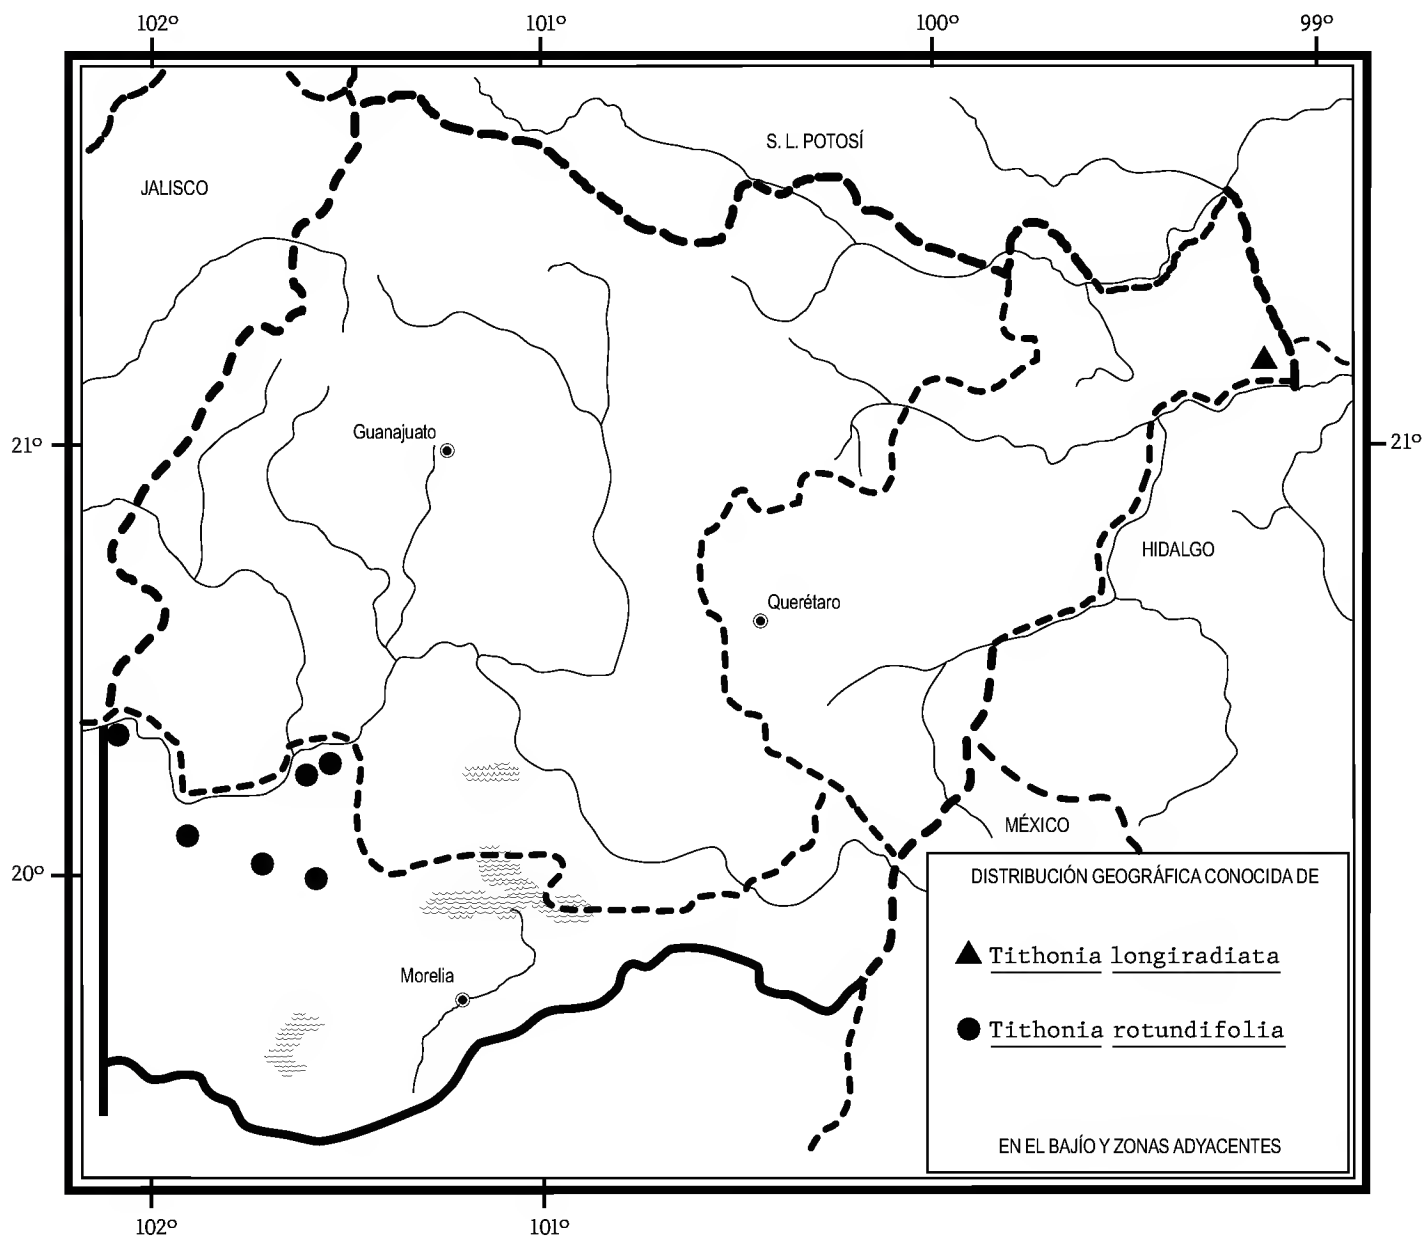 102º 101º 100º 99º
S. L. POTOSÍ
JALISCO
Guanajuato
21º 21º
HIDALGO
Querétaro
MÉXICO
20º
DISTRIBUCIÓN GEOGRÁFICA CONOCIDA DE
Tithonia longiradiata
Morelia
Tithonia rotundifolia
EN EL BAJÍO Y ZONAS ADYACENTES
102º 101º